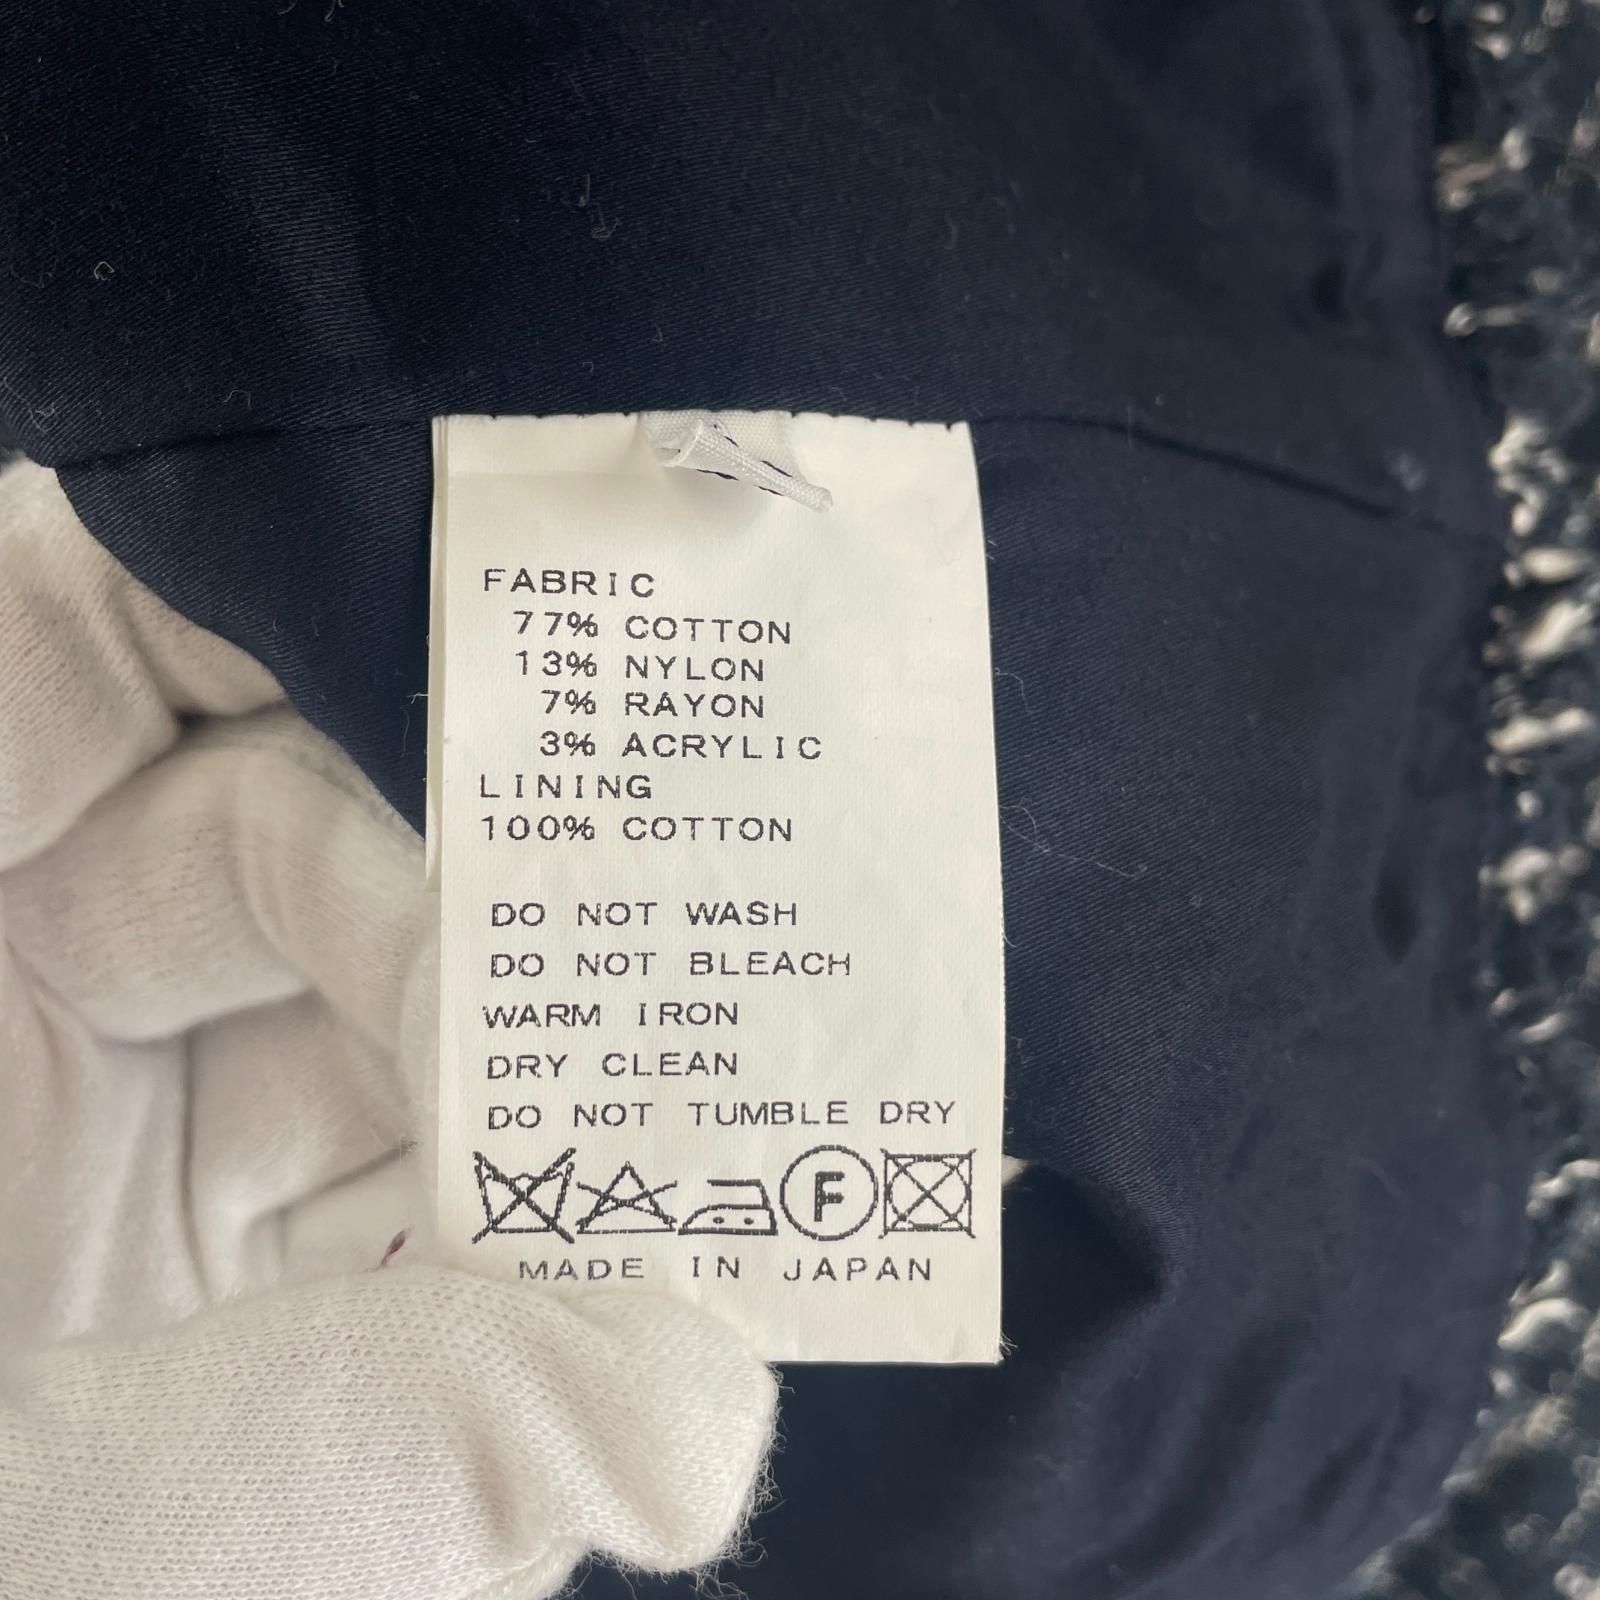 FABRIC
77% COTTON
13% NYLON
7% RAYON
3% ACRYLIC
LINING
100% COTTON
DO NOT WASH
DO NOT BLEACH
WARM IRON
DRY CLEAN
DO NOT TUMBLE DRY
F
MADE IN JAPAN